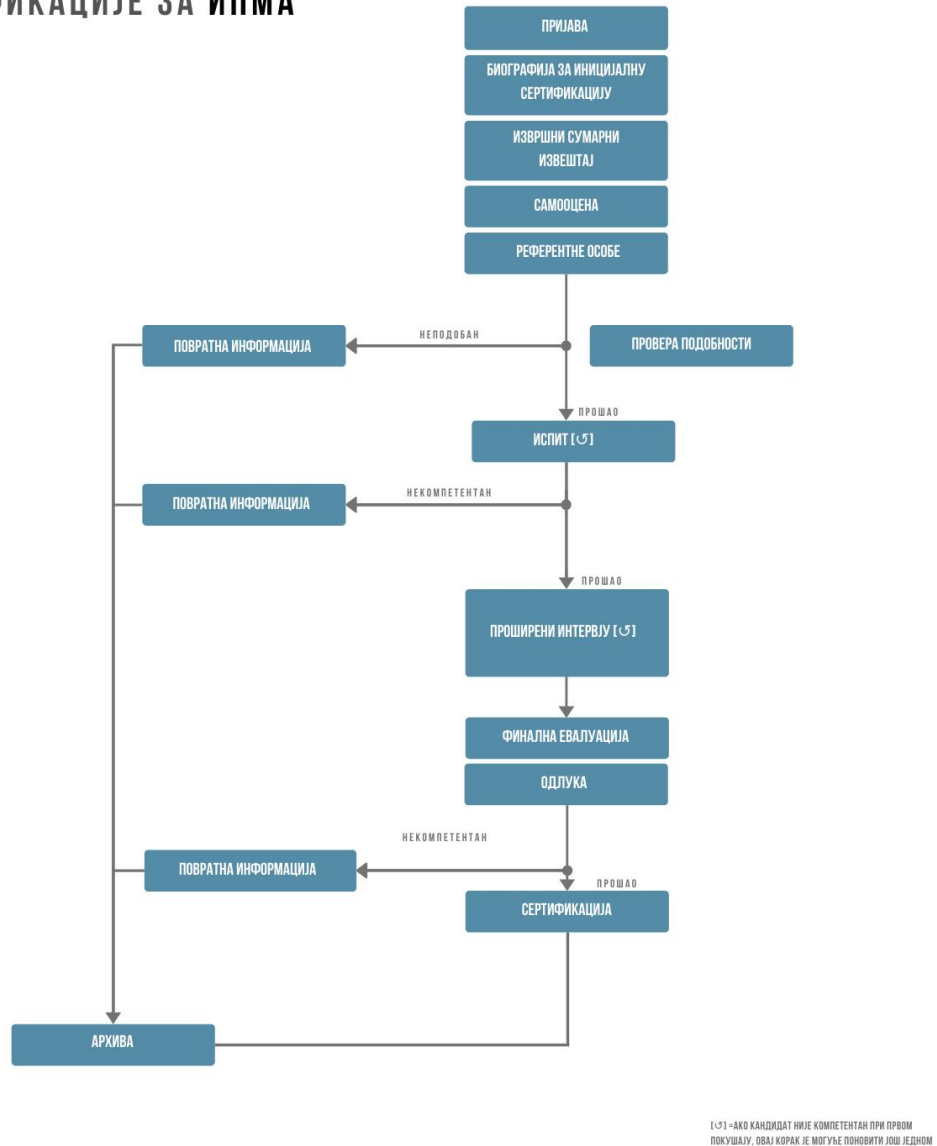 ФИКАЦИЈЕ ЗА ИПМА
ПРИЈАВА
БИОГРАФИЈА ЗА ИНИЦИЈАЛНУ
СЕРТИФИКАЦИЈУ
ИЗВРШНИ СУМАРНИ
ИЗВЕШТАЈ
САМООЦЕНА
РЕФЕРЕНТНЕ ОСОБЕ
НЕПОДОБАН
ПОВРАТНА ИНФОРМАЦИЈА
ПРОВЕРА ПОДОБНОСТИ
ПРОШАО
ИСПИТ [↺]
НЕКОМПЕТЕНТАН
ПОВРАТНА ИНФОРМАЦИЈА
ПРОШАО
ПРОШИРЕНИ ИНТЕРВЈУ [↺]
ФИНАЛНА ЕВАЛУАЦИЈА
ОДЛУКА
НЕКОМПЕТЕНТАН
ПОВРАТНА ИНФОРМАЦИЈА
ПРОШАО
СЕРТИФИКАЦИЈА
АРХИВА
[↺] =АКО КАНДИДАТ НИЈЕ КОМПЕТЕНТАН ПРИ ПРВОМ
ПОКУШАЈУ, ОВАЈ КОРАК ЈЕ МОГУЋЕ ПОНОВИТИ ЈОШ ЈЕДНОМ